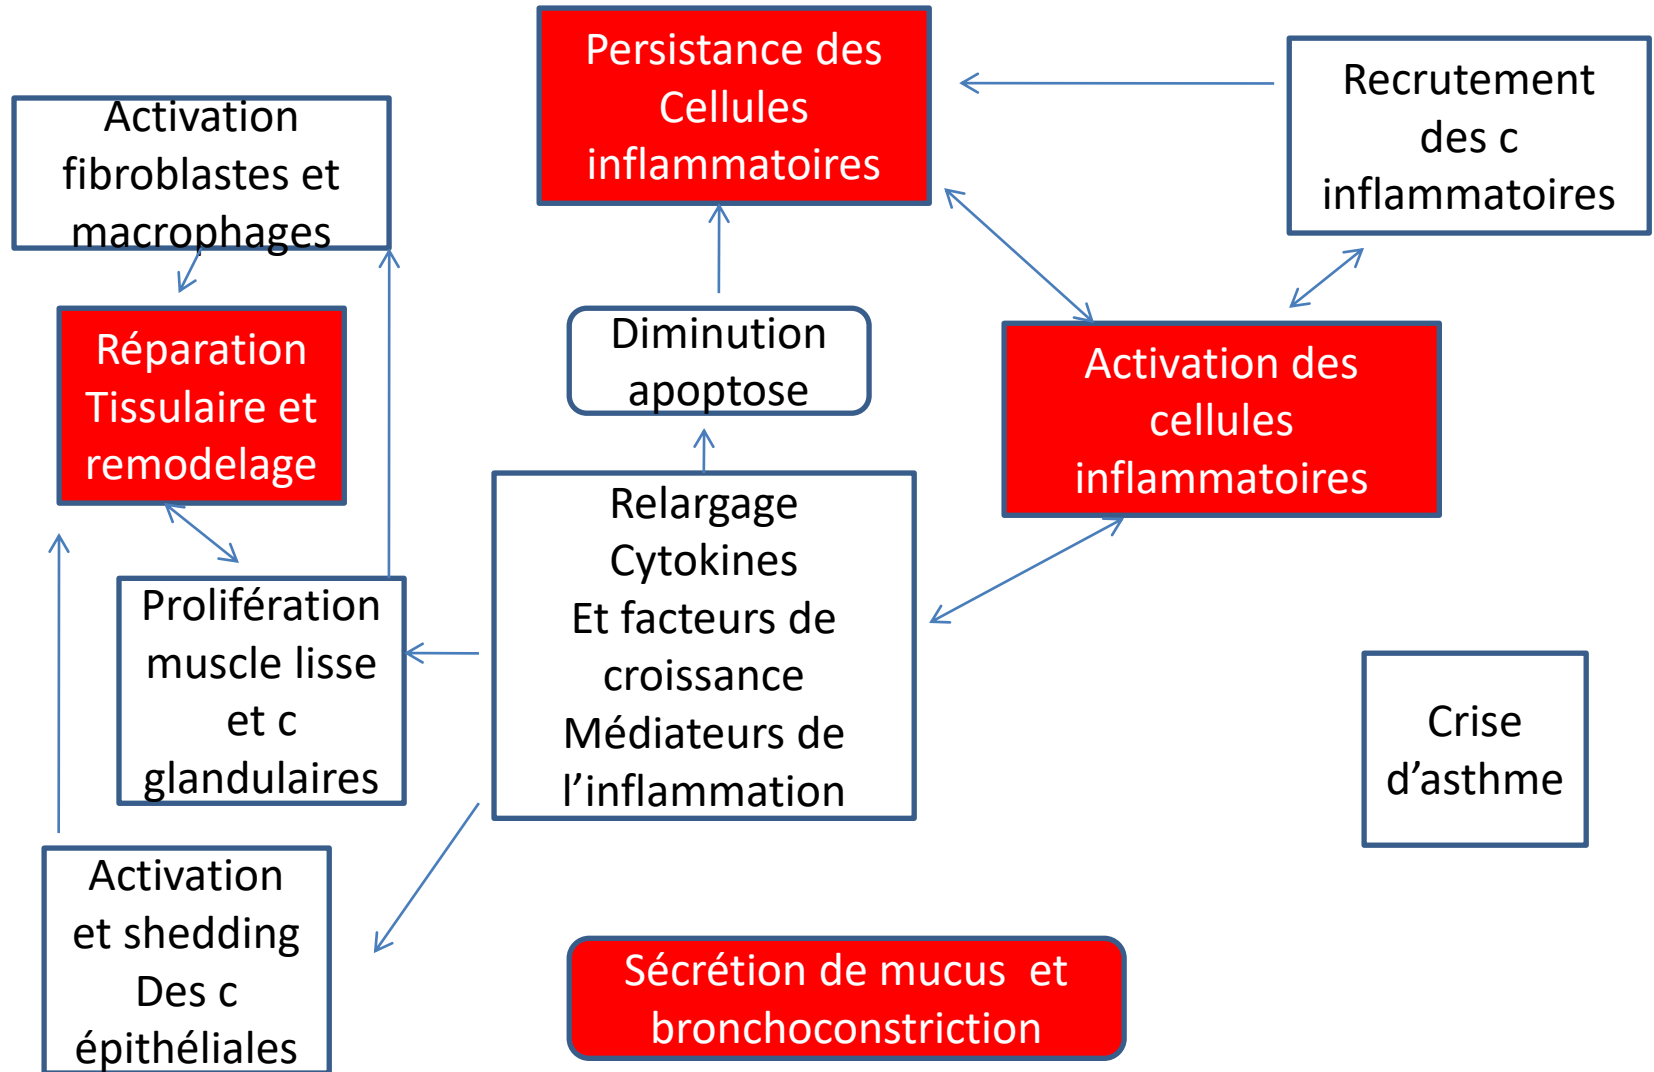 Persistance des
Cellules
inflammatoires
Recrutement
des c
inflammatoires
Activation
fibroblastes et
macrophages
Réparation
Tissulaire et
remodelage
Diminution
apoptose
Activation des
cellules
inflammatoires
Relargage
Cytokines
Et facteurs de
croissance
Médiateurs de
l’inflammation
Prolifération
muscle lisse
et c
glandulaires
Crise
d’asthme
Activation
et shedding
Des c
épithéliales
Sécrétion de mucus et
bronchoconstriction